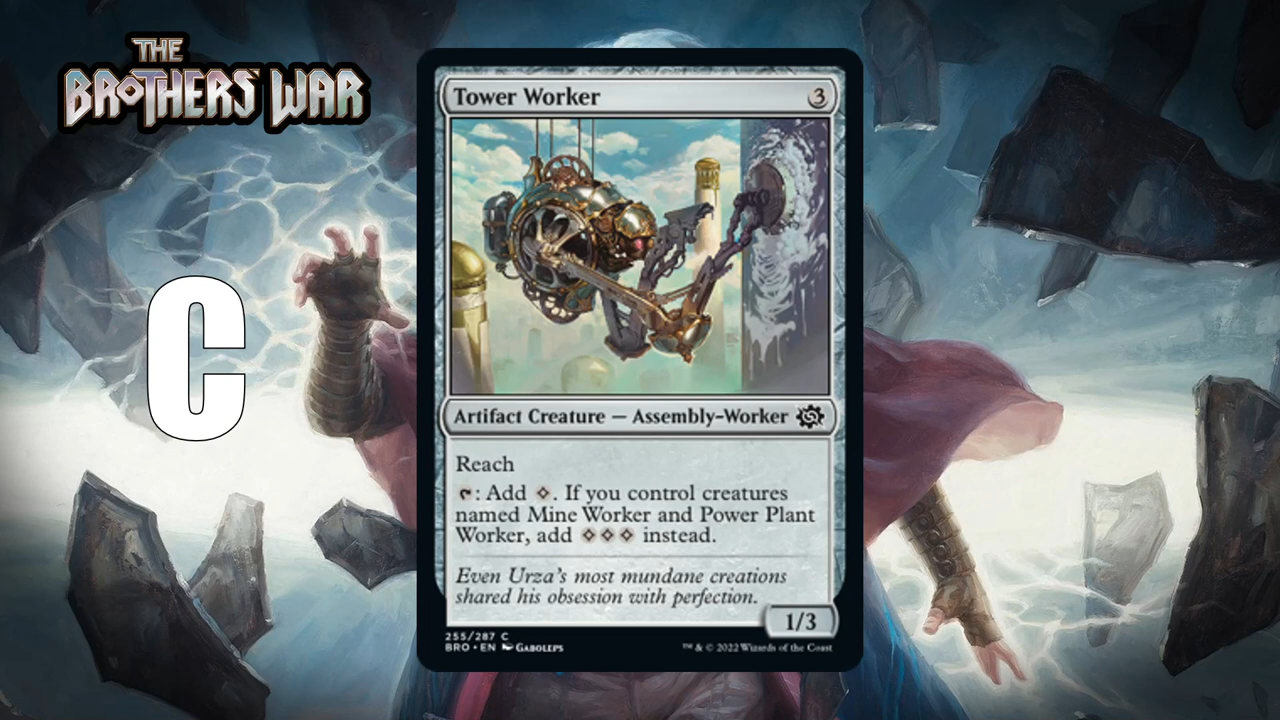 THE
BROTHERS' WAR
C
Tower Worker 3
Artifact Creature — Assembly-Worker
Reach
: Add . If you control creatures
named Mine Worker and Power Plant
Worker, add instead.
Even Urza's most mundane creations
shared his obsession with perfection.
1/3
255/287 C
BRO • EN GABOLEPS
™ & © 2022 Wizards of the Coast